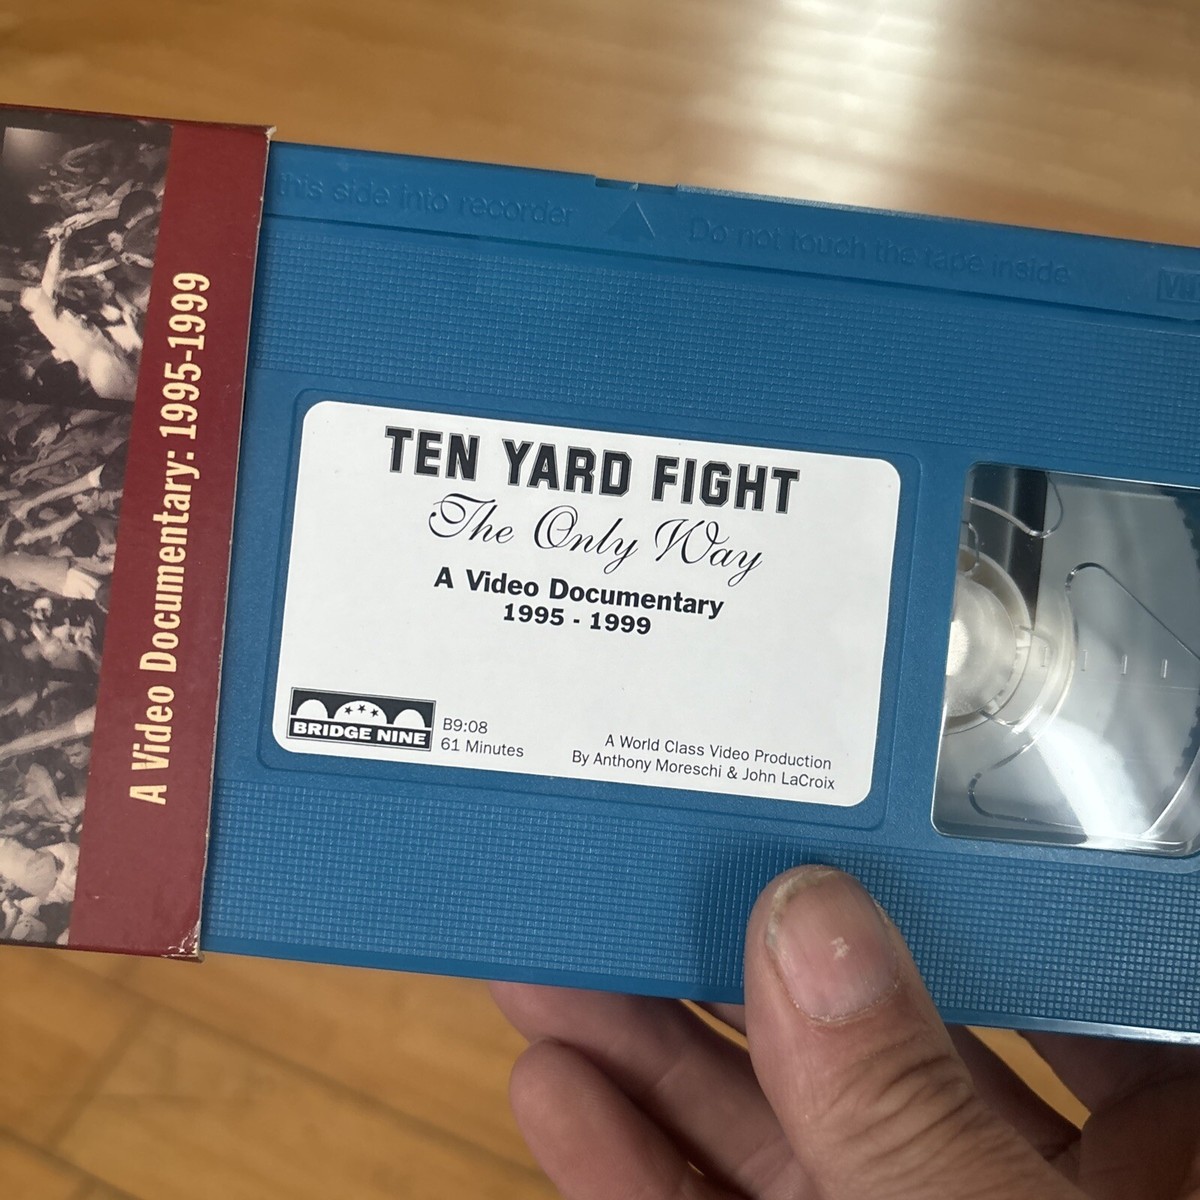 this side into recorder
Do not touch the tape inside
A Video Documentary: 1995-1999
TEN YARD FIGHT
The Only Way
A Video Documentary
1995 - 1999
BRIDGE NINE
B9:08
61 Minutes
A World Class Video Production
By Anthony Moreschi & John LaCroix